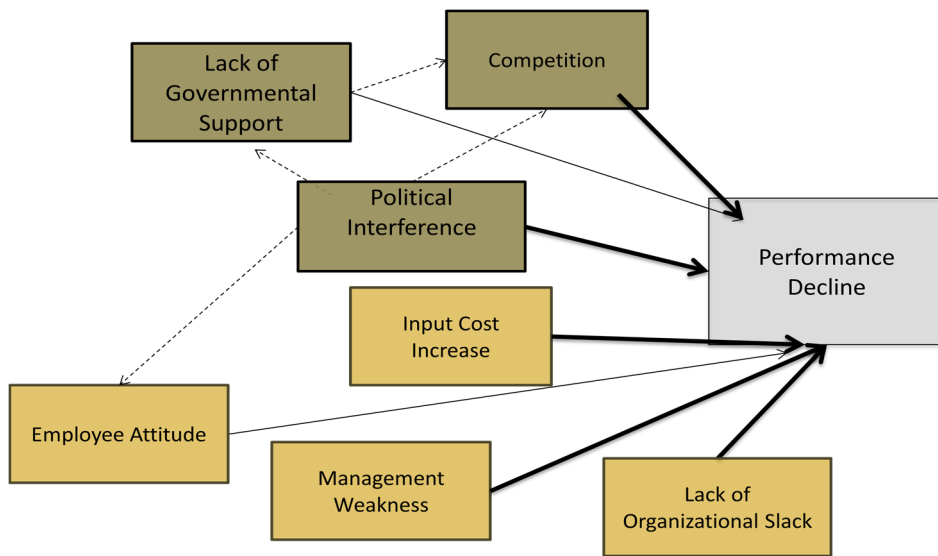 Lack of
Governmental
Support
Competition
Political
Interference
Performance
Decline
Input Cost
Increase
Employee Attitude
Management
Weakness
Lack of
Organizational Slack